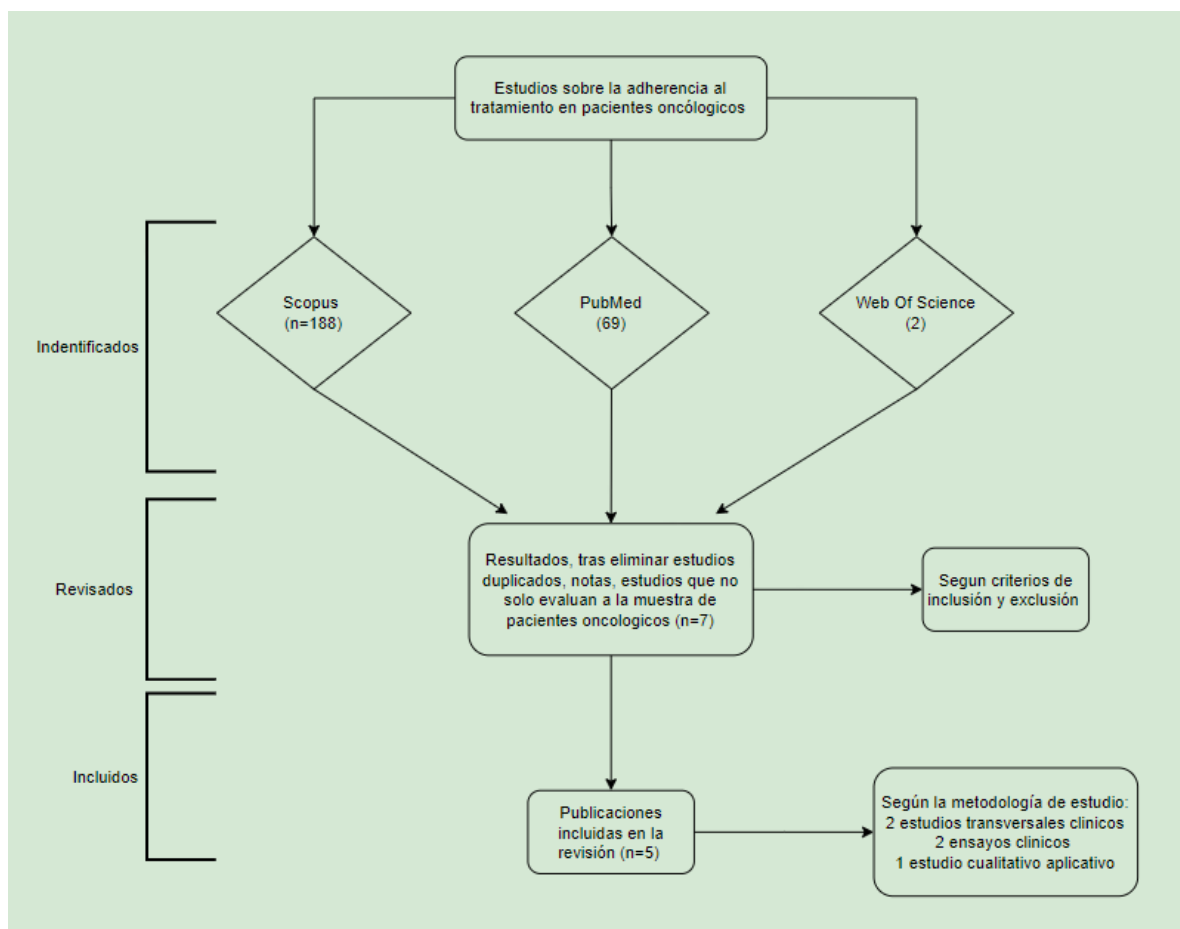 Estudios sobre la adherencia al
tratamiento en pacientes oncólogicos
Scopus
(n=188)
PubMed
(69)
Web Of Science
(2)
Indentificados
Resultados, tras eliminar estudios
duplicados, notas, estudios que no
solo evaluan a la muestra de
pacientes oncologicos (n=7)
Segun criterios de
inclusión y exclusión
Revisados
Incluidos
Publicaciones
incluidas en la
revisión (n=5)
Según la metodología de estudio:
2 estudios transversales clinicos
2 ensayos clinicos
1 estudio cualitativo aplicativo